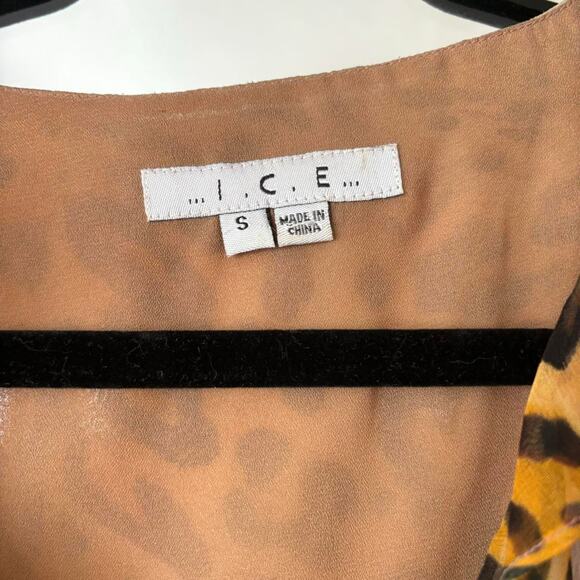 ... I . C . E ...
S
MADE IN
CHINA